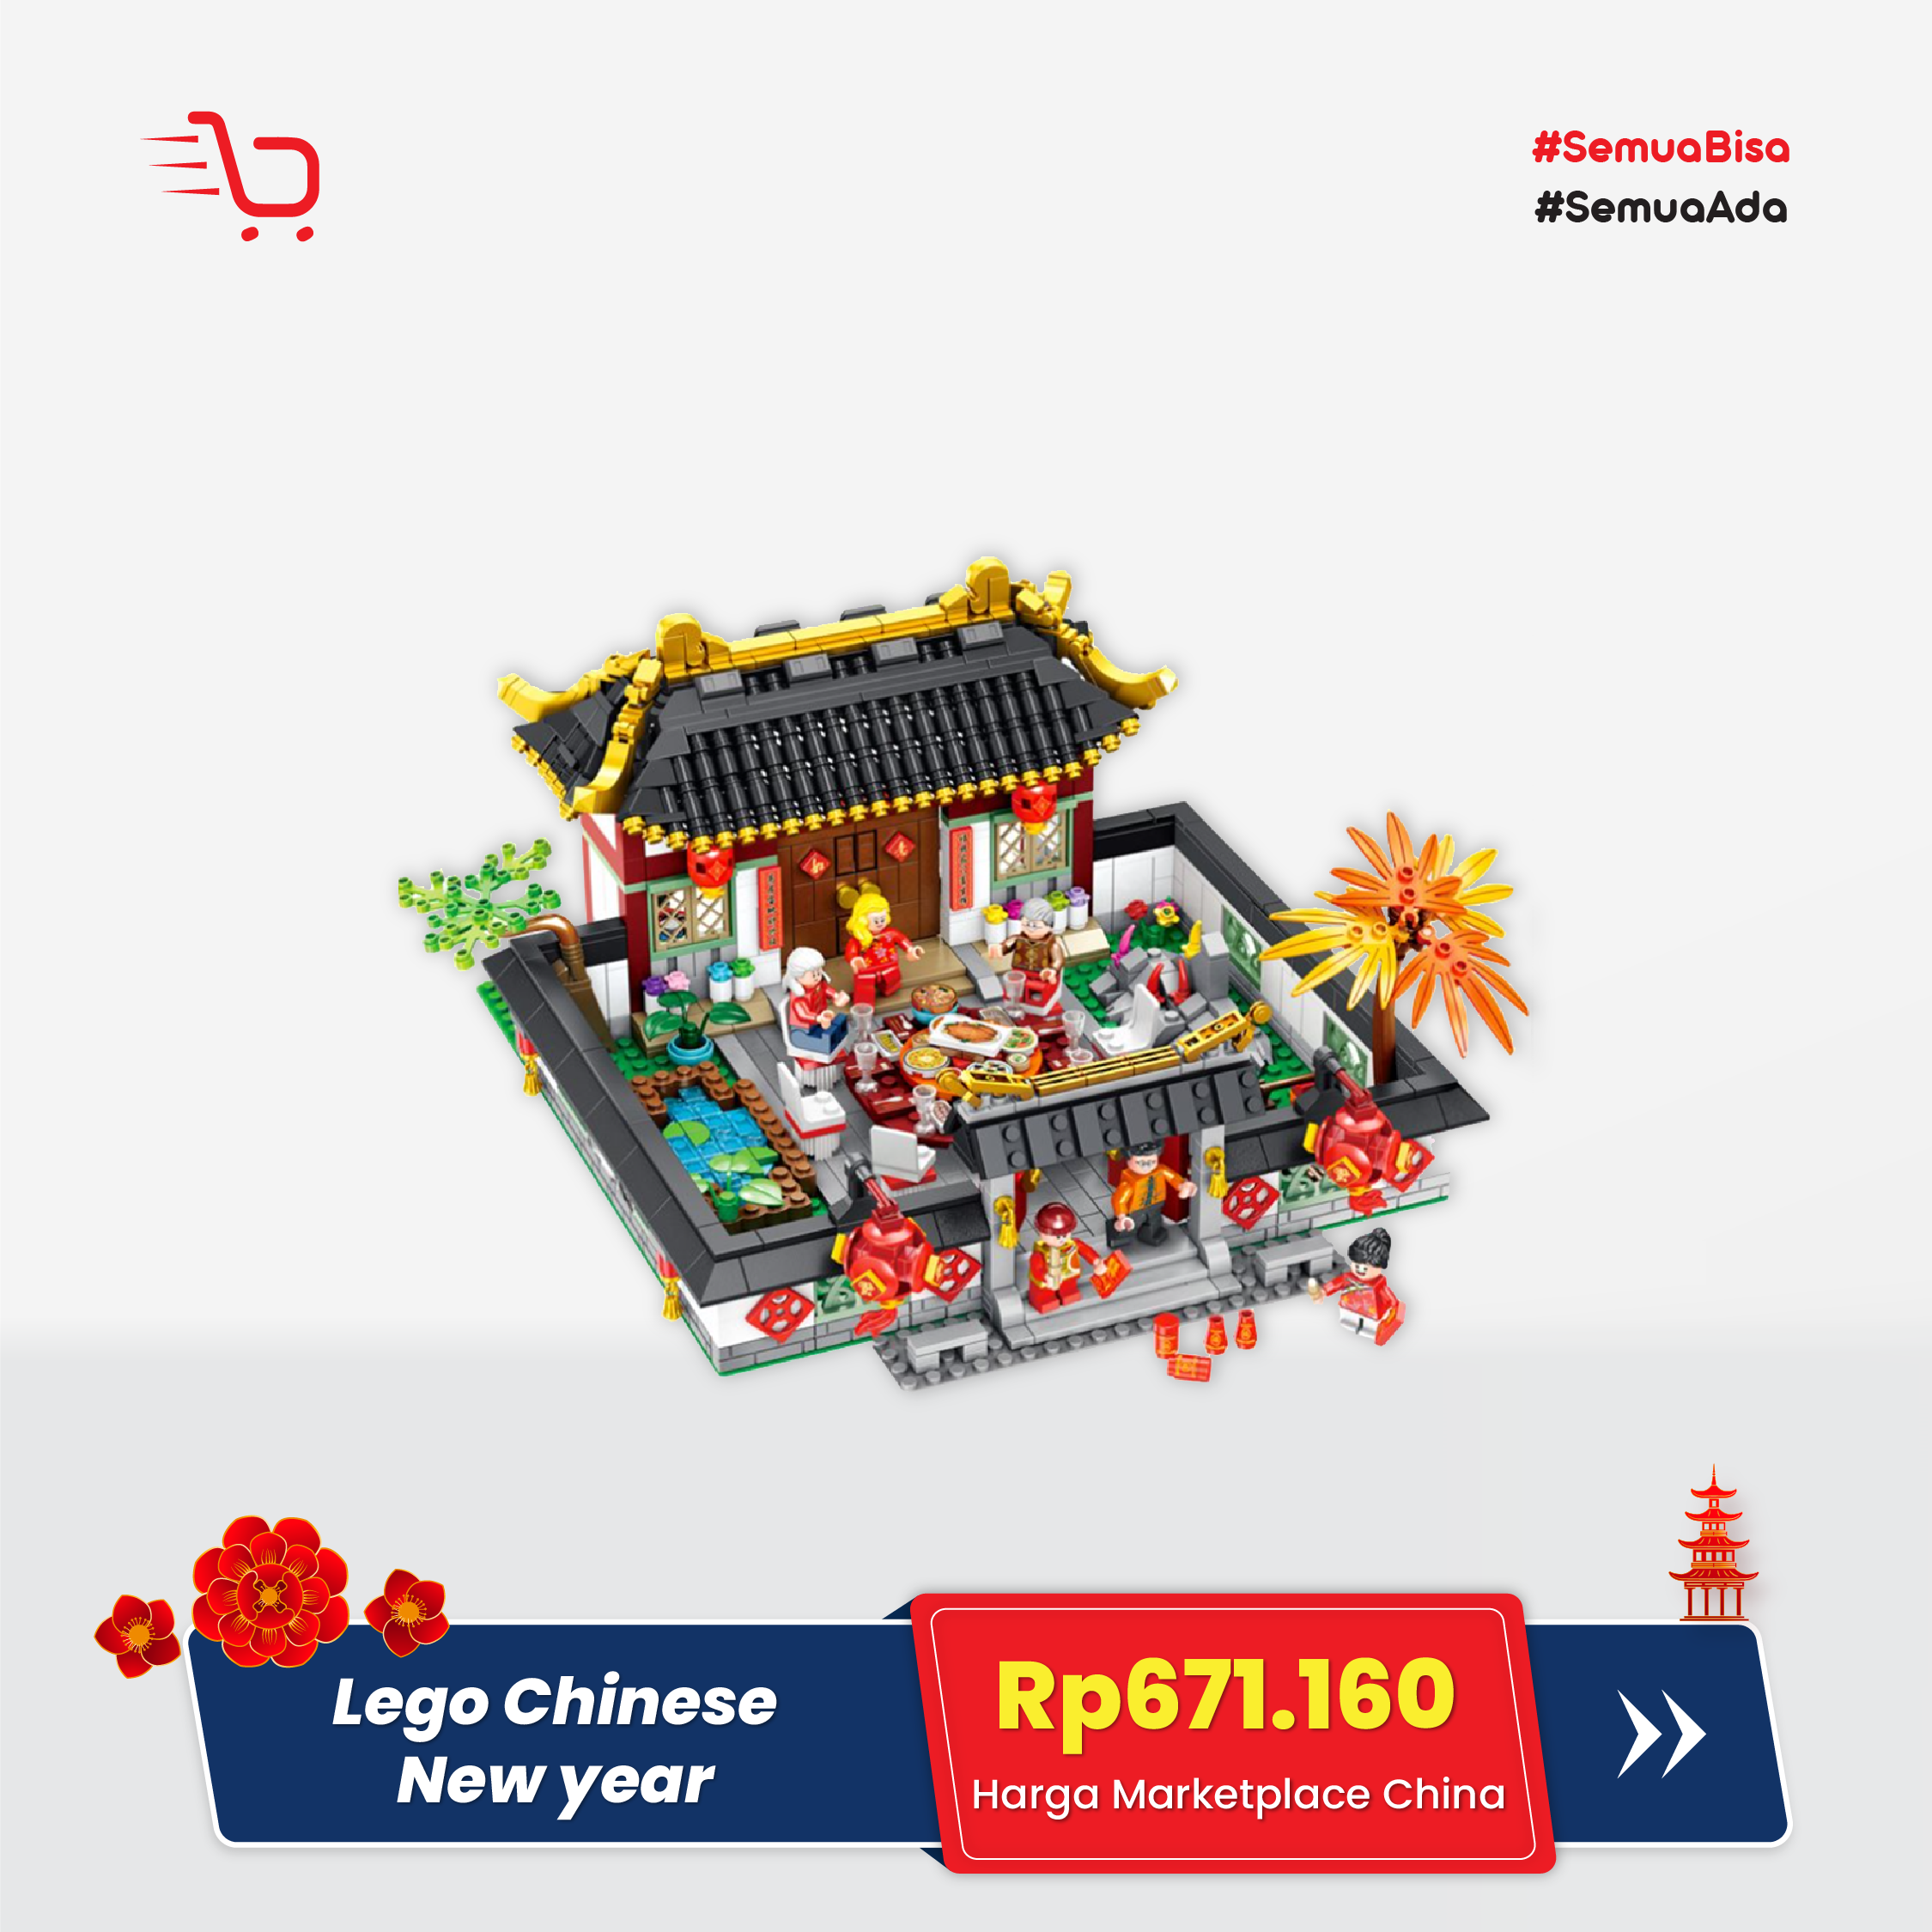 #SemuaBisa
#SemuaAda
Lego Chinese
New year
Rp671.160
Harga Marketplace China